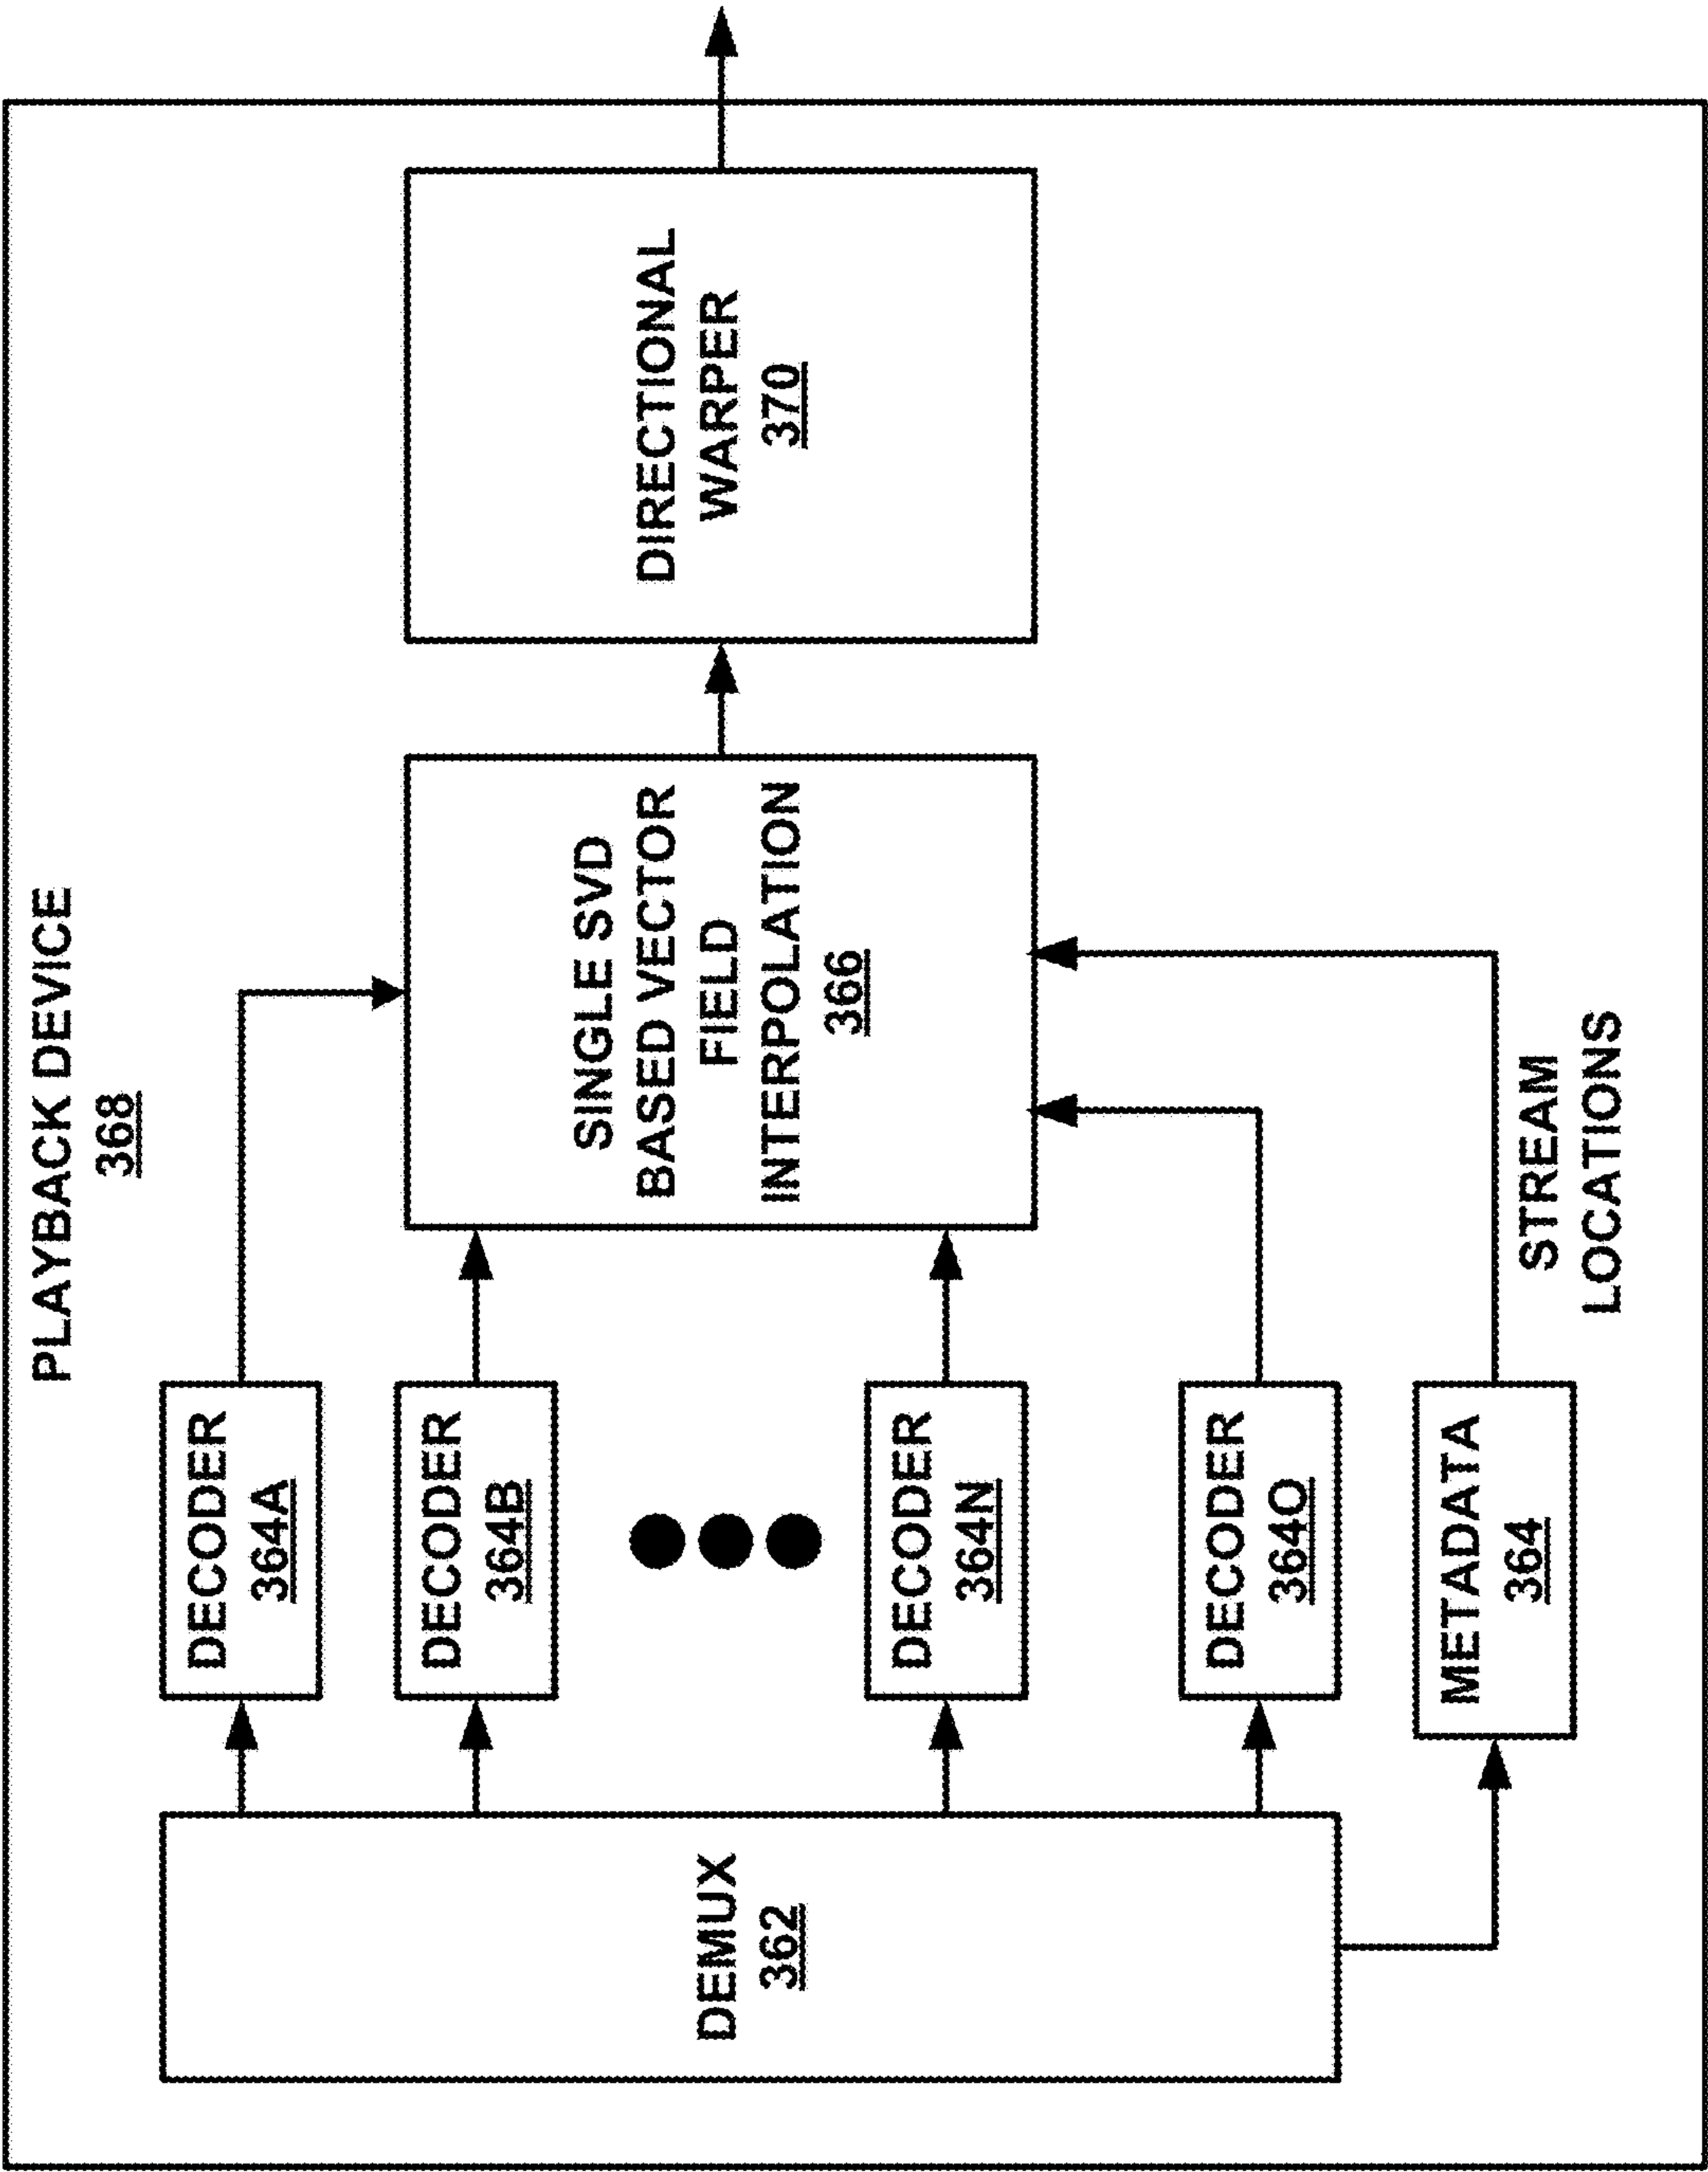 PLAYBACK DEVICE
368
DEMUX
362
DECODER
364A
DECODER
364B
DECODER
364N
DECODER
364O
METADATA
364
SINGLE SVD
BASED VECTOR
FIELD
INTERPOLATION
366
STREAM
LOCATIONS
DIRECTIONAL
WARPER
370